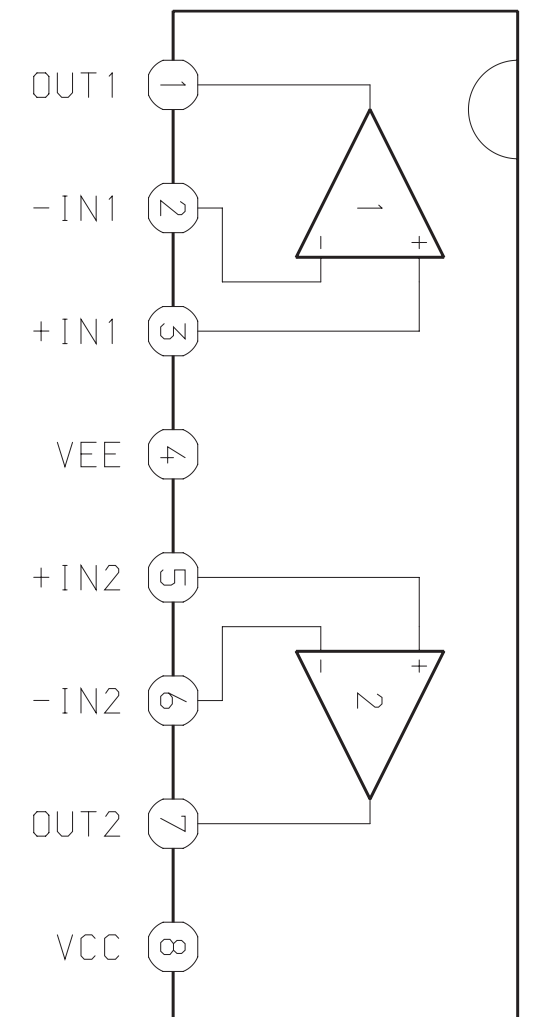 OUT1 1
-IN1 2
1
- +
+IN1 3
VEE 4
+IN2 5
- +
-IN2 6
2
OUT2 7
VCC 8